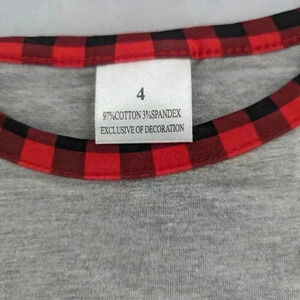 4
97%COTTON 3%SPANDEX
EXCLUSIVE OF DECORATION